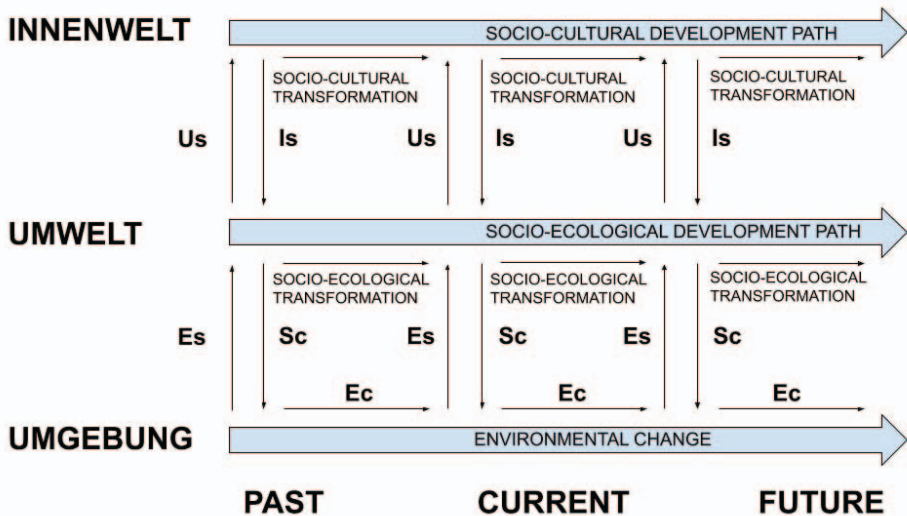 INNENWELT
SOCIO-CULTURAL DEVELOPMENT PATH
SOCIO-CULTURAL TRANSFORMATION
SOCIO-CULTURAL TRANSFORMATION
SOCIO-CULTURAL TRANSFORMATION
Us Is Us Is Us Is
UMWELT
SOCIO-ECOLOGICAL DEVELOPMENT PATH
SOCIO-ECOLOGICAL TRANSFORMATION
SOCIO-ECOLOGICAL TRANSFORMATION
SOCIO-ECOLOGICAL TRANSFORMATION
Es Sc Es Sc Es Sc
Ec Ec Ec
UMGEBUNG
ENVIRONMENTAL CHANGE
PAST CURRENT FUTURE